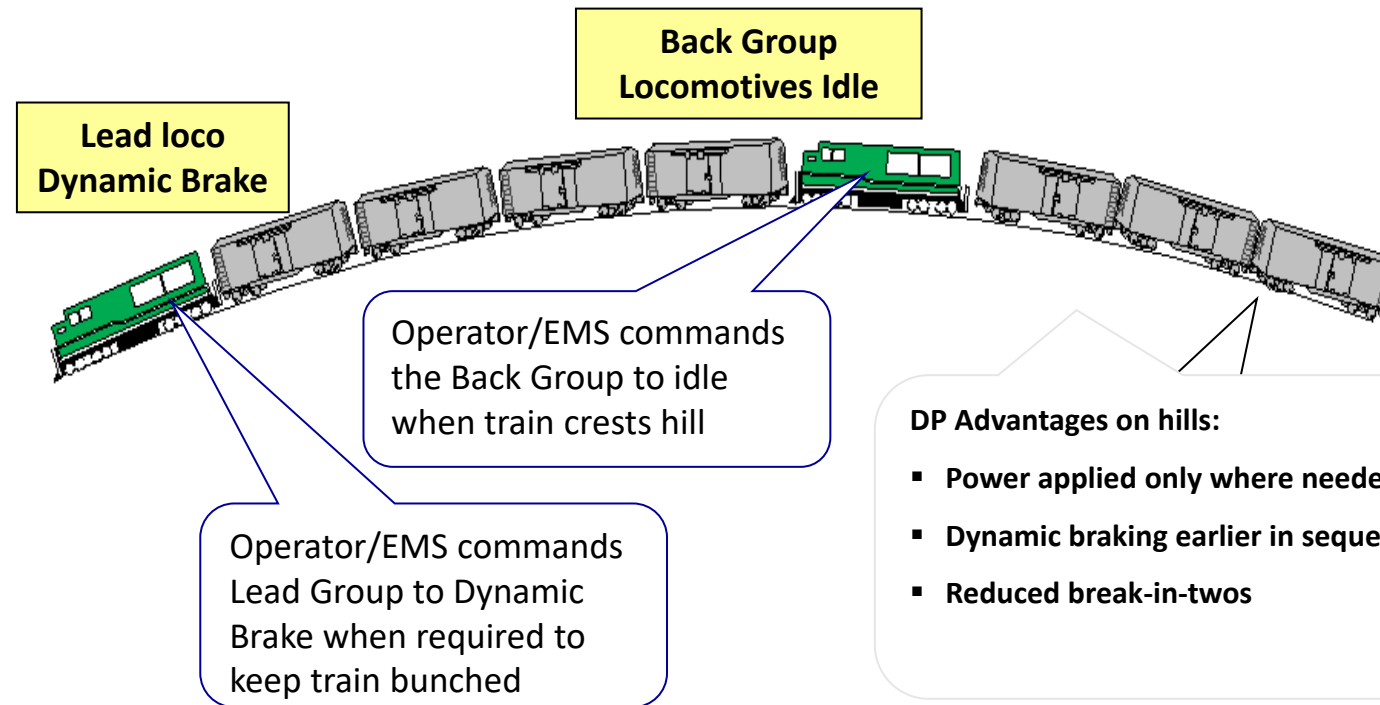 Back Group
Locomotives Idle
Lead loco
Dynamic Brake
Operator/EMS commands
the Back Group to idle
when train crests hill
DP Advantages on hills:
▪ Power applied only where neede
▪ Dynamic braking earlier in seque
▪ Reduced break-in-twos
Operator/EMS commands
Lead Group to Dynamic
Brake when required to
keep train bunched